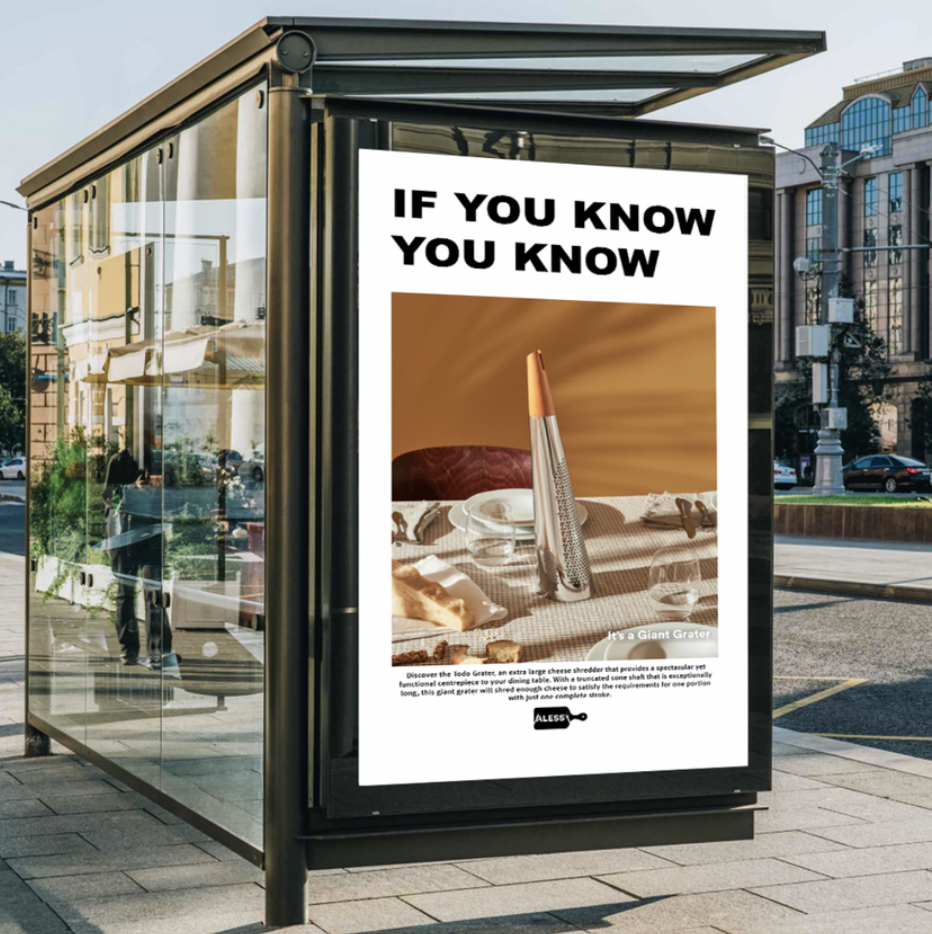 IF YOU KNOW
YOU KNOW
It's a Giant Grater
Discover the Todo Grater, an extra large cheese shredder that provides a spectacular yet
functional centrepiece to your dining table. With a truncated cone shaft that is exceptionally
long, this giant grater will shred enough cheese to satisfy the requirements for one portion
with just one complete stroke.
ALESSI